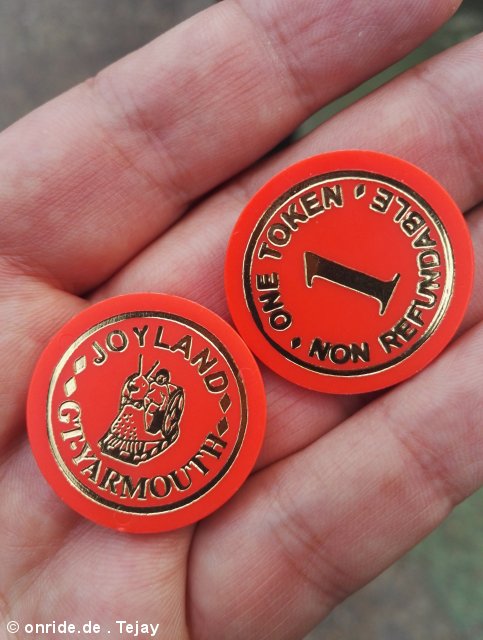 JOYLAND
GT·YARMOUTH
ONE TOKEN
1
NON REFUNDABLE
© onride.de . Tejay